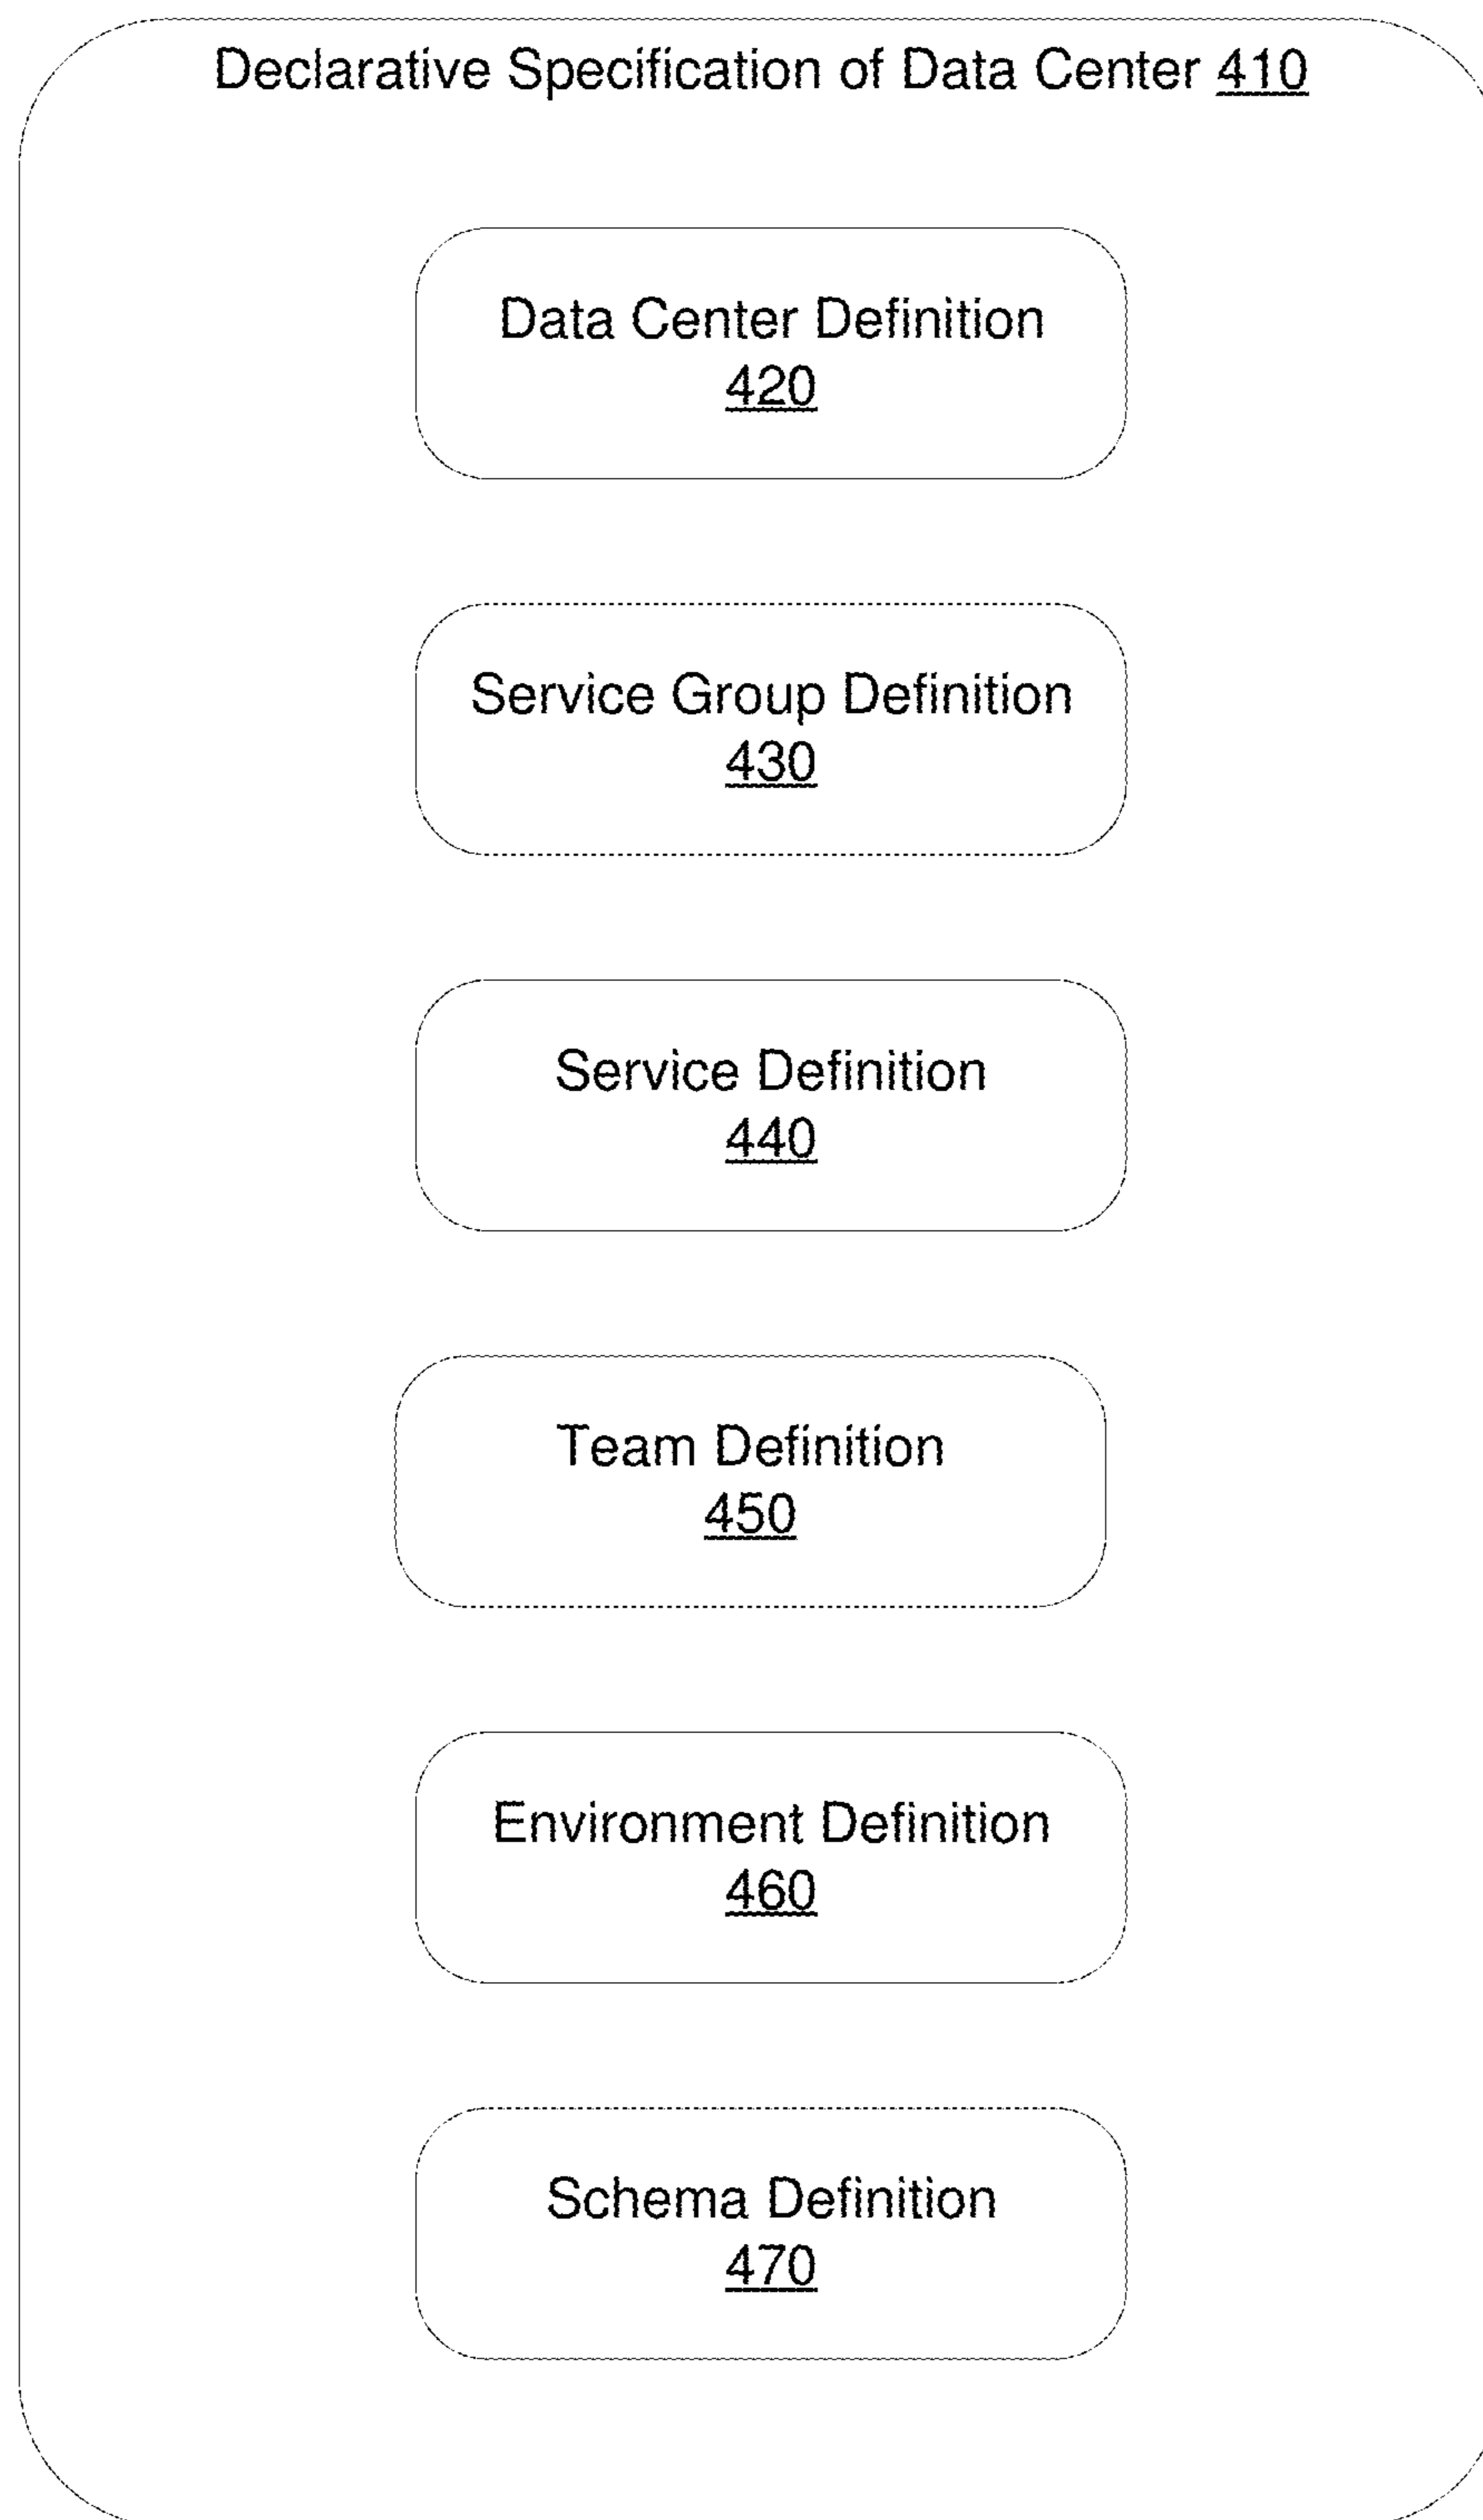 Declarative Specification of Data Center 410
Data Center Definition
420
Service Group Definition
430
Service Definition
440
Team Definition
450
Environment Definition
460
Schema Definition
470